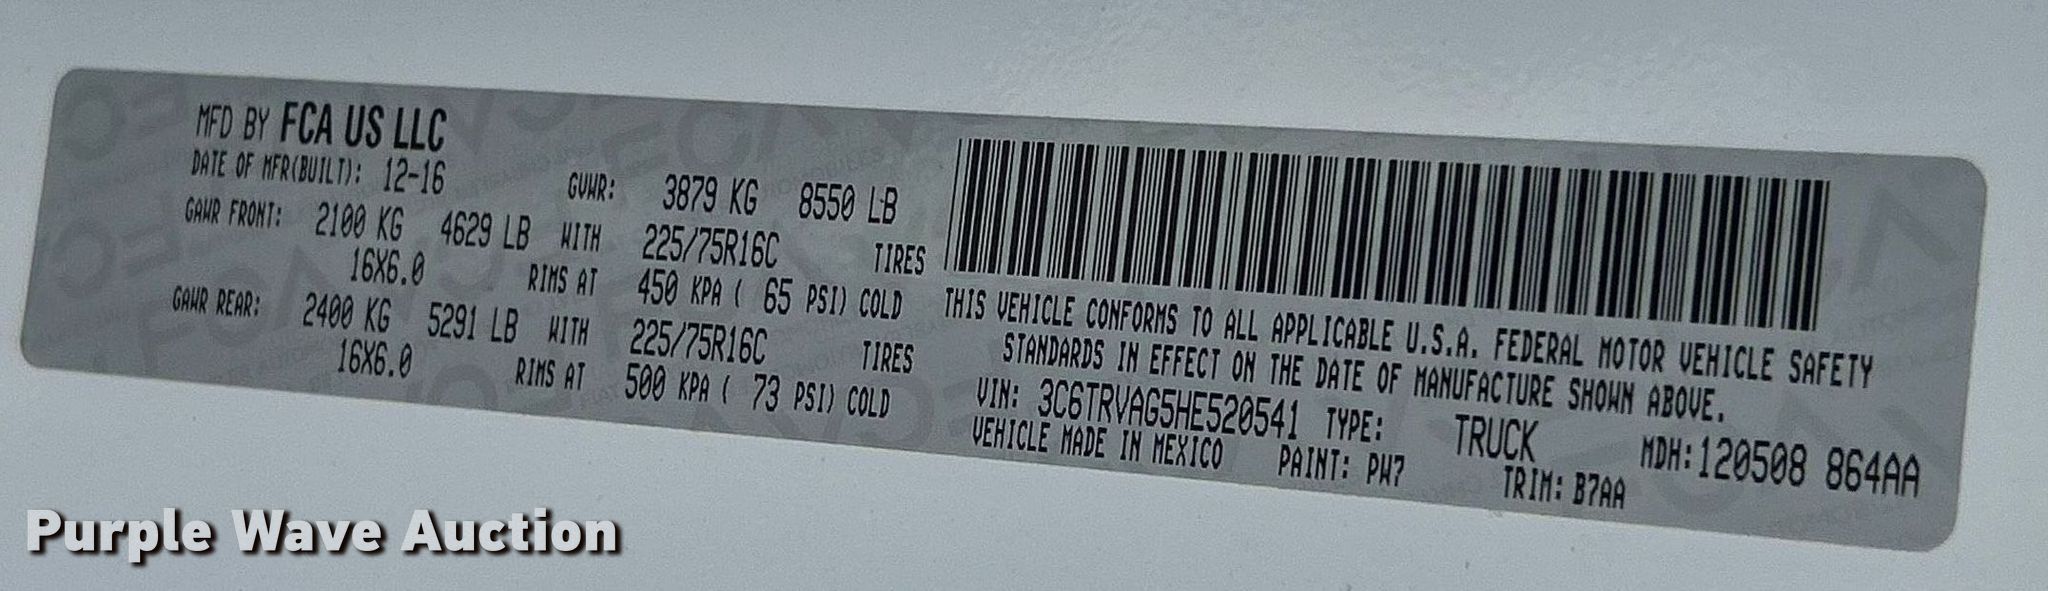 MFD BY FCA US LLC
DATE OF MFR(BUILT): 12-16 GVWR: 3879 KG 8550 LB
GAWR FRONT: 2100 KG 4629 LB WITH 225/75R16C TIRES
16X6.0 RIMS AT 450 KPA ( 65 PSI) COLD
GAWR REAR: 2400 KG 5291 LB WITH 225/75R16C TIRES
16X6.0 RIMS AT 500 KPA ( 73 PSI) COLD
THIS VEHICLE CONFORMS TO ALL APPLICABLE U.S.A. FEDERAL MOTOR VEHICLE SAFETY
STANDARDS IN EFFECT ON THE DATE OF MANUFACTURE SHOWN ABOVE.
VIN: 3C6TRVAG5HE520541 TYPE: TRUCK MDH:120508 864AA
VEHICLE MADE IN MEXICO PAINT: PW7 TRIM: B7AA
Purple Wave Auction